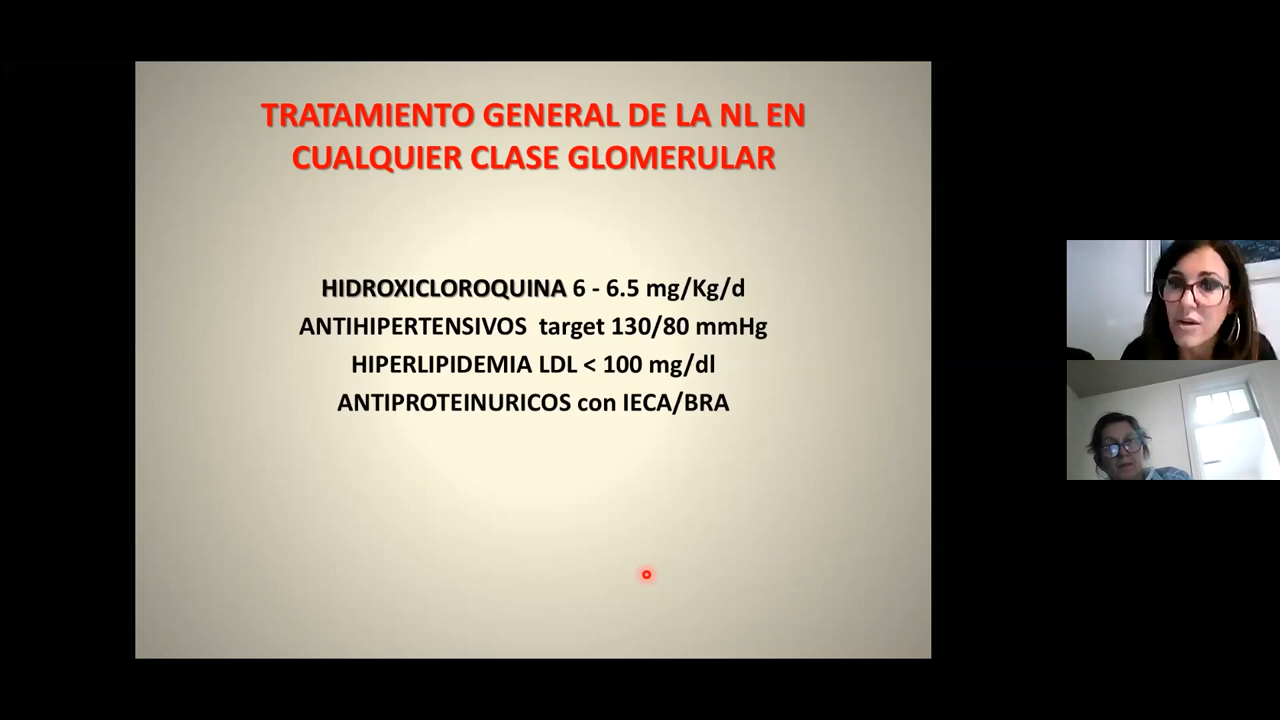 TRATAMIENTO GENERAL DE LA NL EN
CUALQUIER CLASE GLOMERULAR
HIDROXICLOROQUINA 6 - 6.5 mg/Kg/d
ANTIHIPERTENSIVOS target 130/80 mmHg
HIPERLIPIDEMIA LDL < 100 mg/dl
ANTIPROTEINURICOS con IECA/BRA